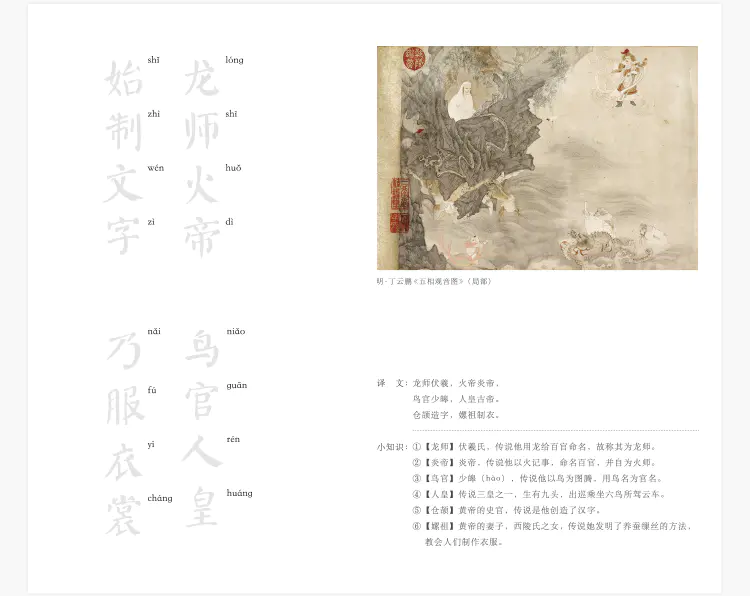 lóng
龙
shī
师
huǒ
火
dì
帝
niǎo
鸟
guān
官
rén
人
huáng
皇
shǐ
始
zhì
制
wén
文
zì
字
nǎi
乃
fú
服
yī
衣
cháng
裳
明·丁云鹏《五相观音图》(局部)
译 文：龙师伏羲，火帝炎帝，
鸟官少皞，人皇古帝。
仓颉造字，嫘祖制衣。
小知识：①【龙师】伏羲氏，传说他用龙给百官命名，故称其为龙师。
②【炎帝】炎帝，传说他以火记事，命名百官，并自为火师。
③【鸟官】少皞（hào），传说他以鸟为图腾，用鸟名为官名。
④【人皇】传说三皇之一，生有九头，出巡乘坐六鸟所驾云车。
⑤【仓颉】黄帝的史官，传说是他创造了汉字。
⑥【嫘祖】黄帝的妻子，西陵氏之女，传说她发明了养蚕缫丝的方法，
教会人们制作衣服。